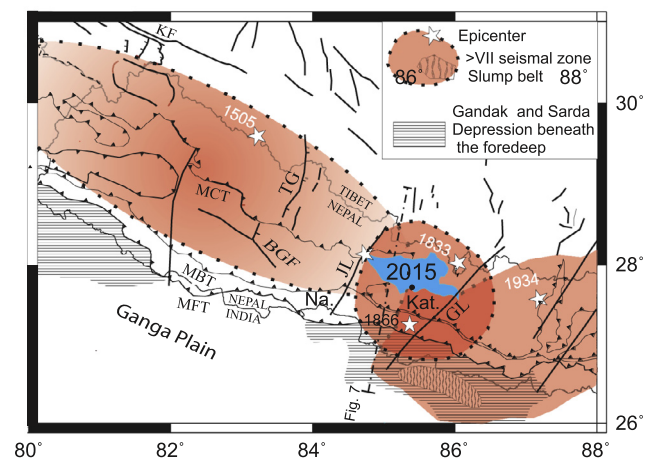 KF
Epicenter
>VII seismal zone
86° Slump belt 88°
Gandak and Sarda
Depression beneath
the foredeep
30°
1505
TG
TIBET
NEPAL
MCT
BGF
JL
1833
28°
2015
1934
MBT
MFT
NEPAL
INDIA
Na.
Kat.
GL
1866
Ganga Plain
Fig. 7
26°
80°
82°
84°
86°
88°